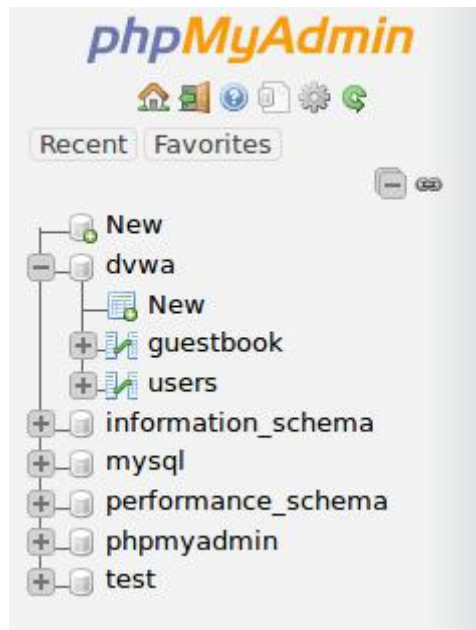 phpMyAdmin
Recent Favorites
New
dvwa
New
guestbook
users
information_schema
mysql
performance_schema
phpmyadmin
test